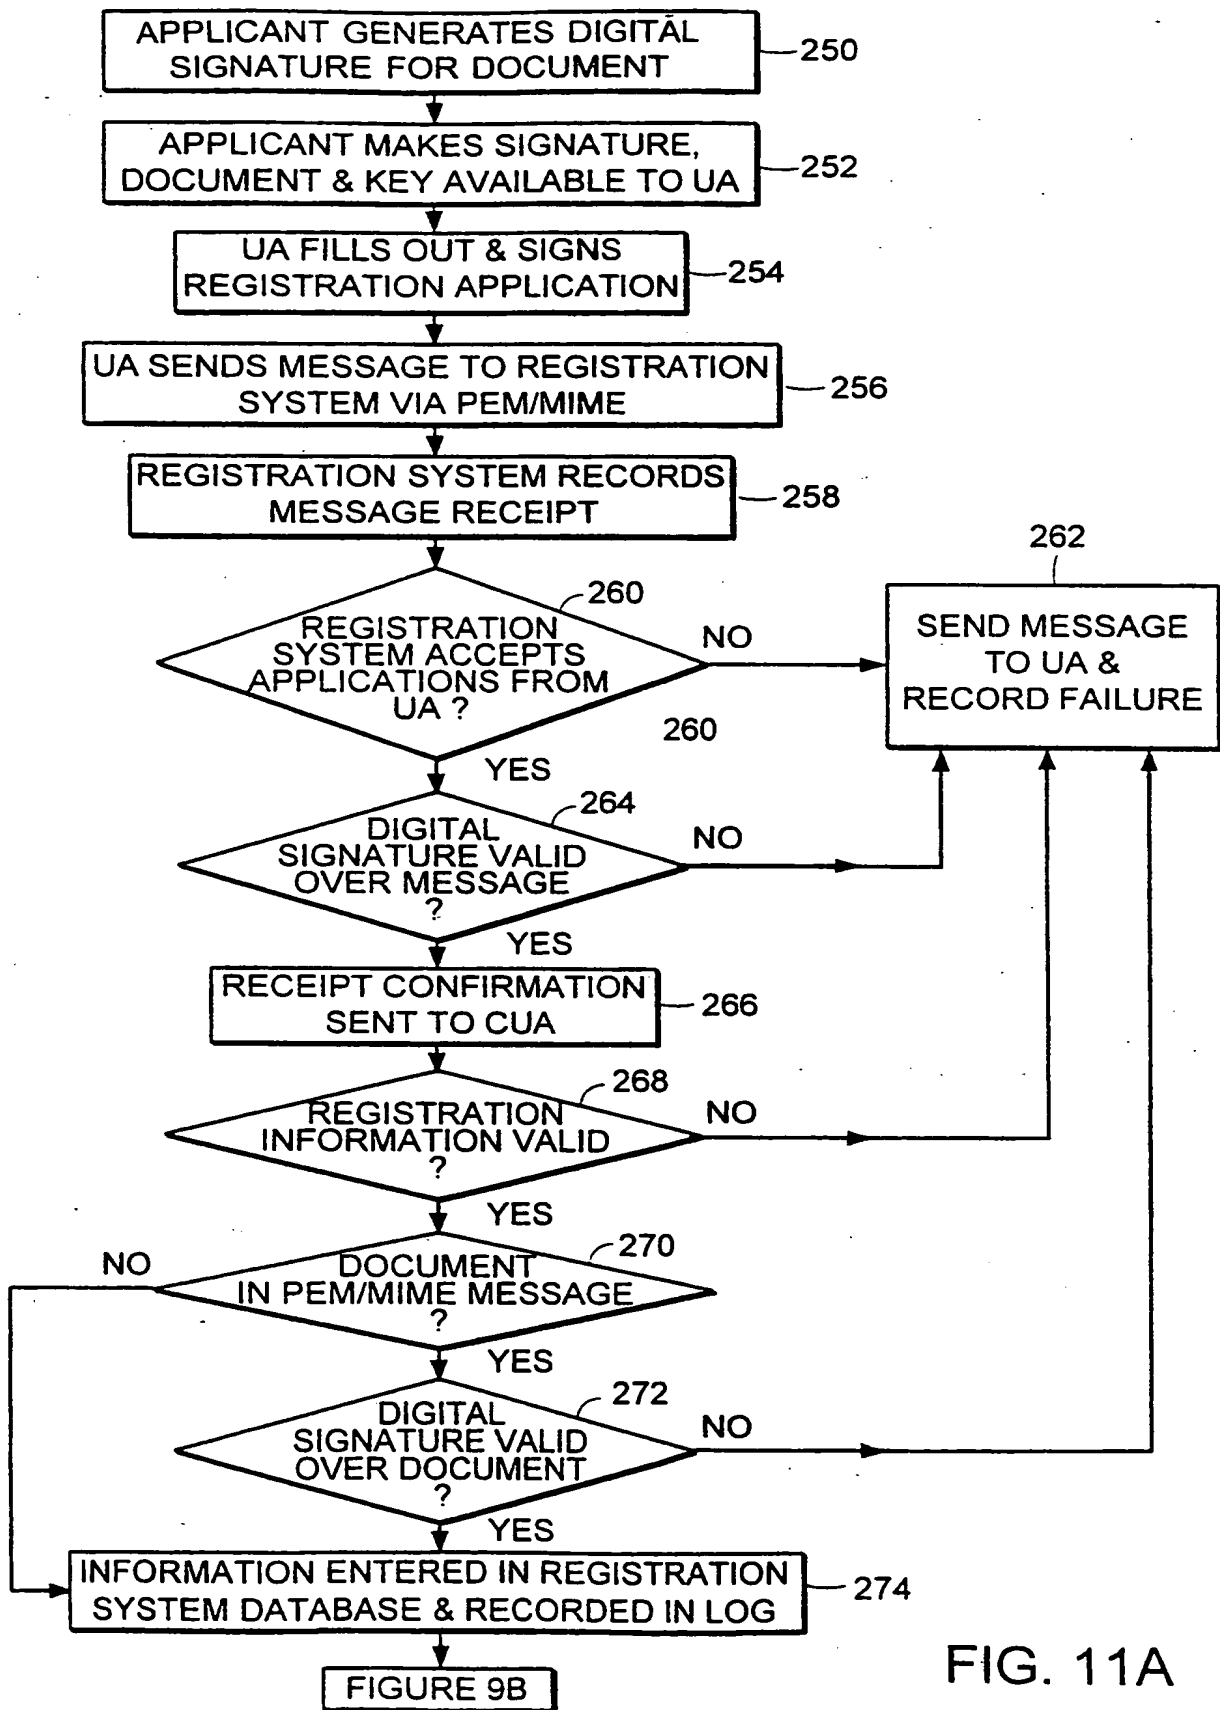 APPLICANT GENERATES DIGITAL
SIGNATURE FOR DOCUMENT
250
APPLICANT MAKES SIGNATURE,
DOCUMENT & KEY AVAILABLE TO UA
252
UA FILLS OUT & SIGNS
REGISTRATION APPLICATION
254
UA SENDS MESSAGE TO REGISTRATION
SYSTEM VIA PEM/MIME
256
REGISTRATION SYSTEM RECORDS
MESSAGE RECEIPT
258
260
REGISTRATION
SYSTEM ACCEPTS
APPLICATIONS FROM
UA ?
NO
262
SEND MESSAGE
TO UA &
RECORD FAILURE
260
YES
264
DIGITAL
SIGNATURE VALID
OVER MESSAGE
?
NO
YES
RECEIPT CONFIRMATION
SENT TO CUA
266
268
REGISTRATION
INFORMATION VALID
?
NO
YES
270
DOCUMENT
IN PEM/MIME MESSAGE
?
NO
YES
272
DIGITAL
SIGNATURE VALID
OVER DOCUMENT
?
NO
YES
INFORMATION ENTERED IN REGISTRATION
SYSTEM DATABASE & RECORDED IN LOG
274
FIGURE 9B
FIG. 11A